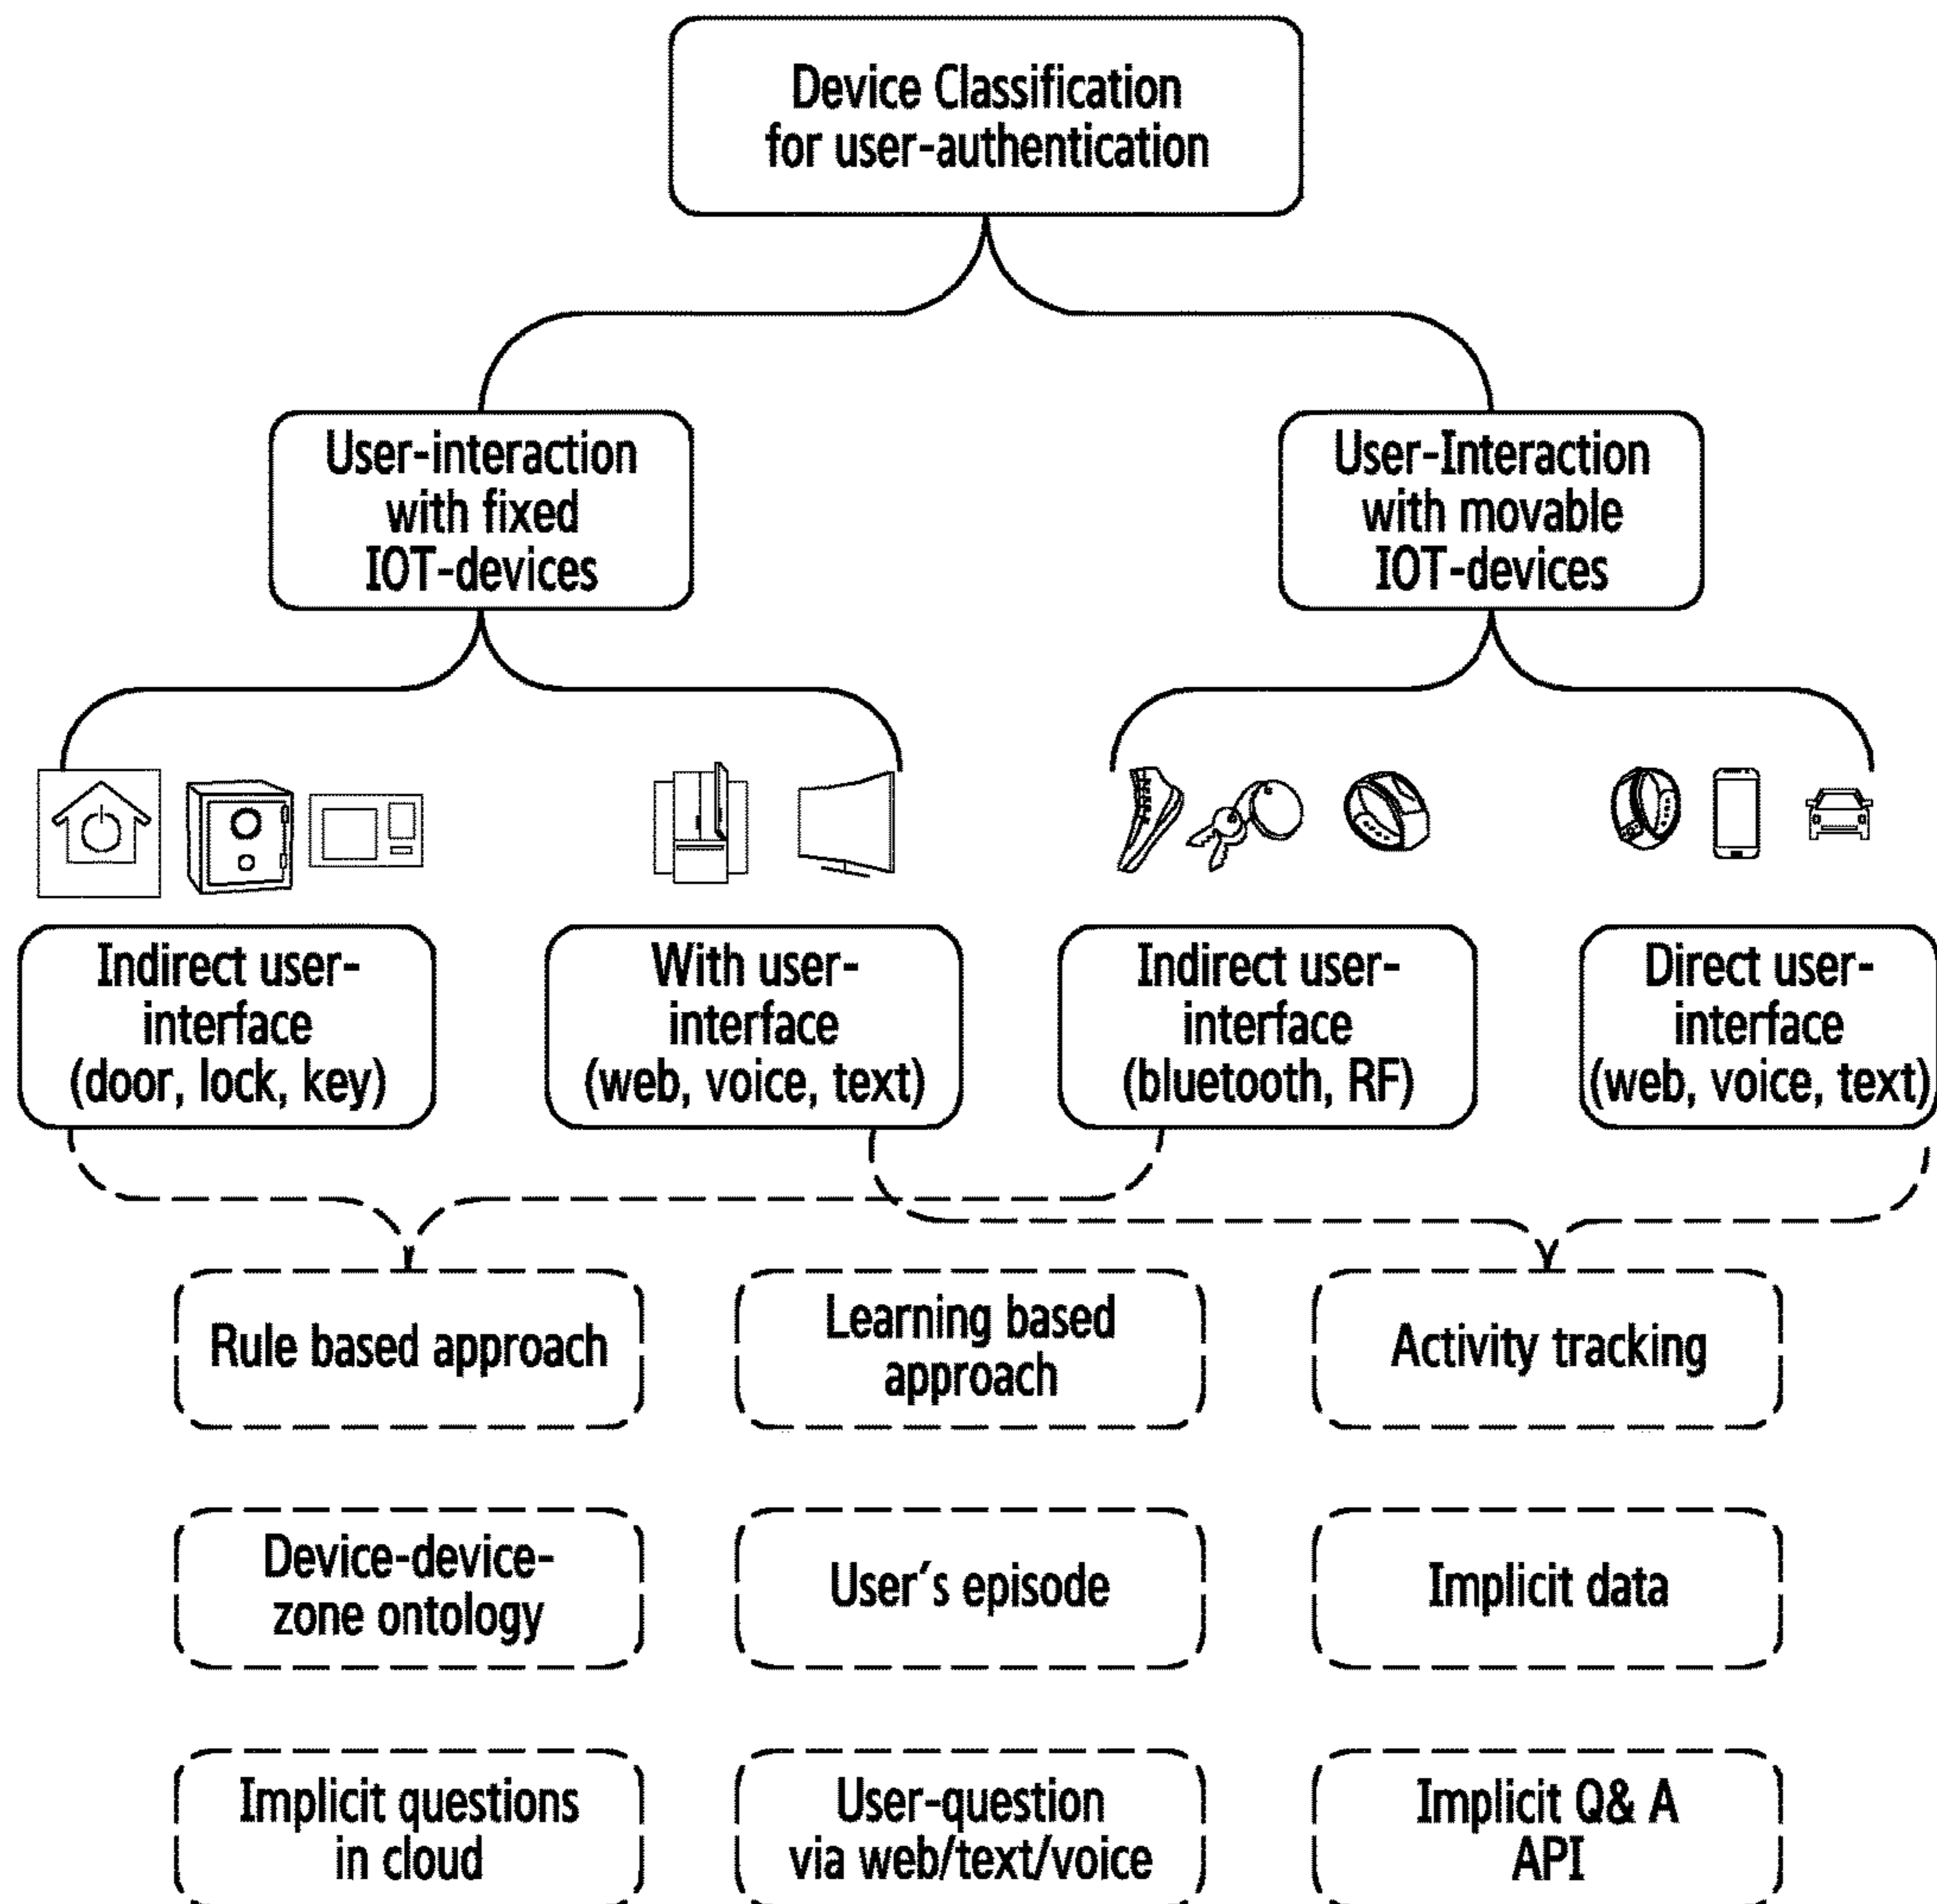 Device Classification
for user-authentication
User-interaction
with fixed
IOT-devices
User-Interaction
with movable
IOT-devices
Indirect user-
interface
(door, lock, key)
With user-
interface
(web, voice, text)
Indirect user-
interface
(bluetooth, RF)
Direct user-
interface
(web, voice, text)
Rule based approach
Learning based
approach
Activity tracking
Device-device-
zone ontology
User's episode
Implicit data
Implicit questions
in cloud
User-question
via web/text/voice
Implicit Q& A
API